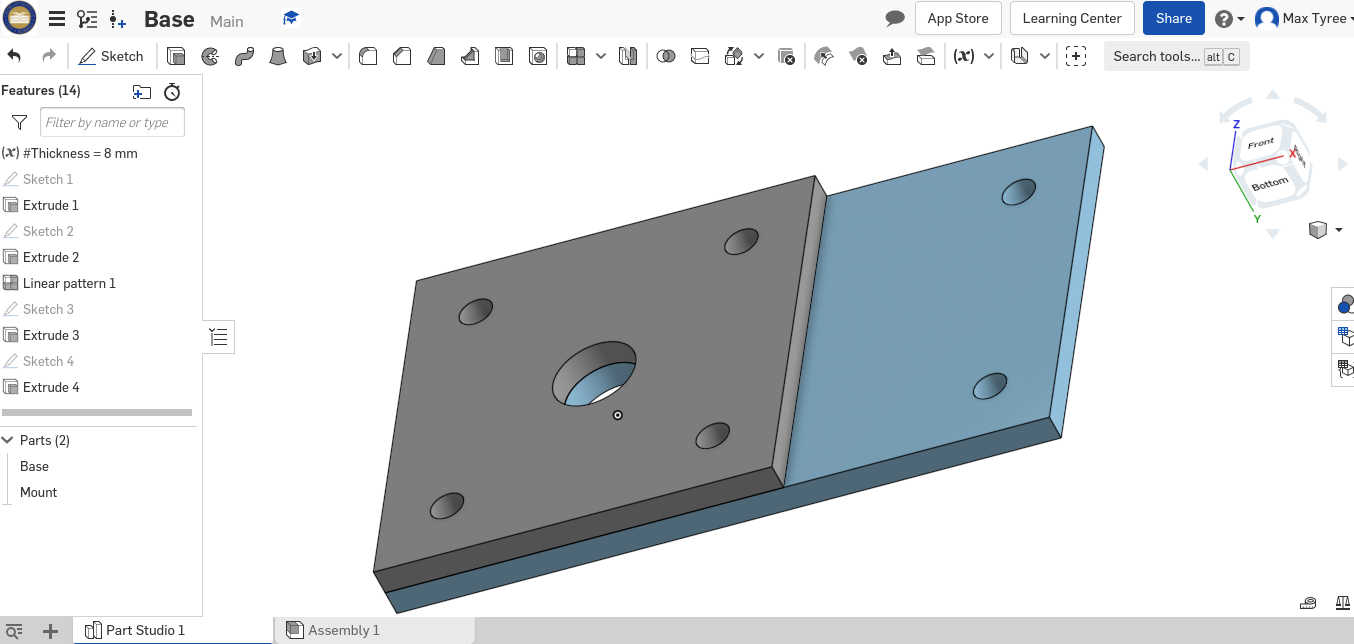 Base Main
App Store
Learning Center
Share
Max Tyree
Sketch
(x)
Search tools... alt C
Features (14)
Filter by name or type
(x) #Thickness = 8 mm
Sketch 1
Extrude 1
Sketch 2
Extrude 2
Linear pattern 1
Sketch 3
Extrude 3
Sketch 4
Extrude 4
Parts (2)
Base
Mount
Z
Front
X
Bottom
Y
Part Studio 1
Assembly 1